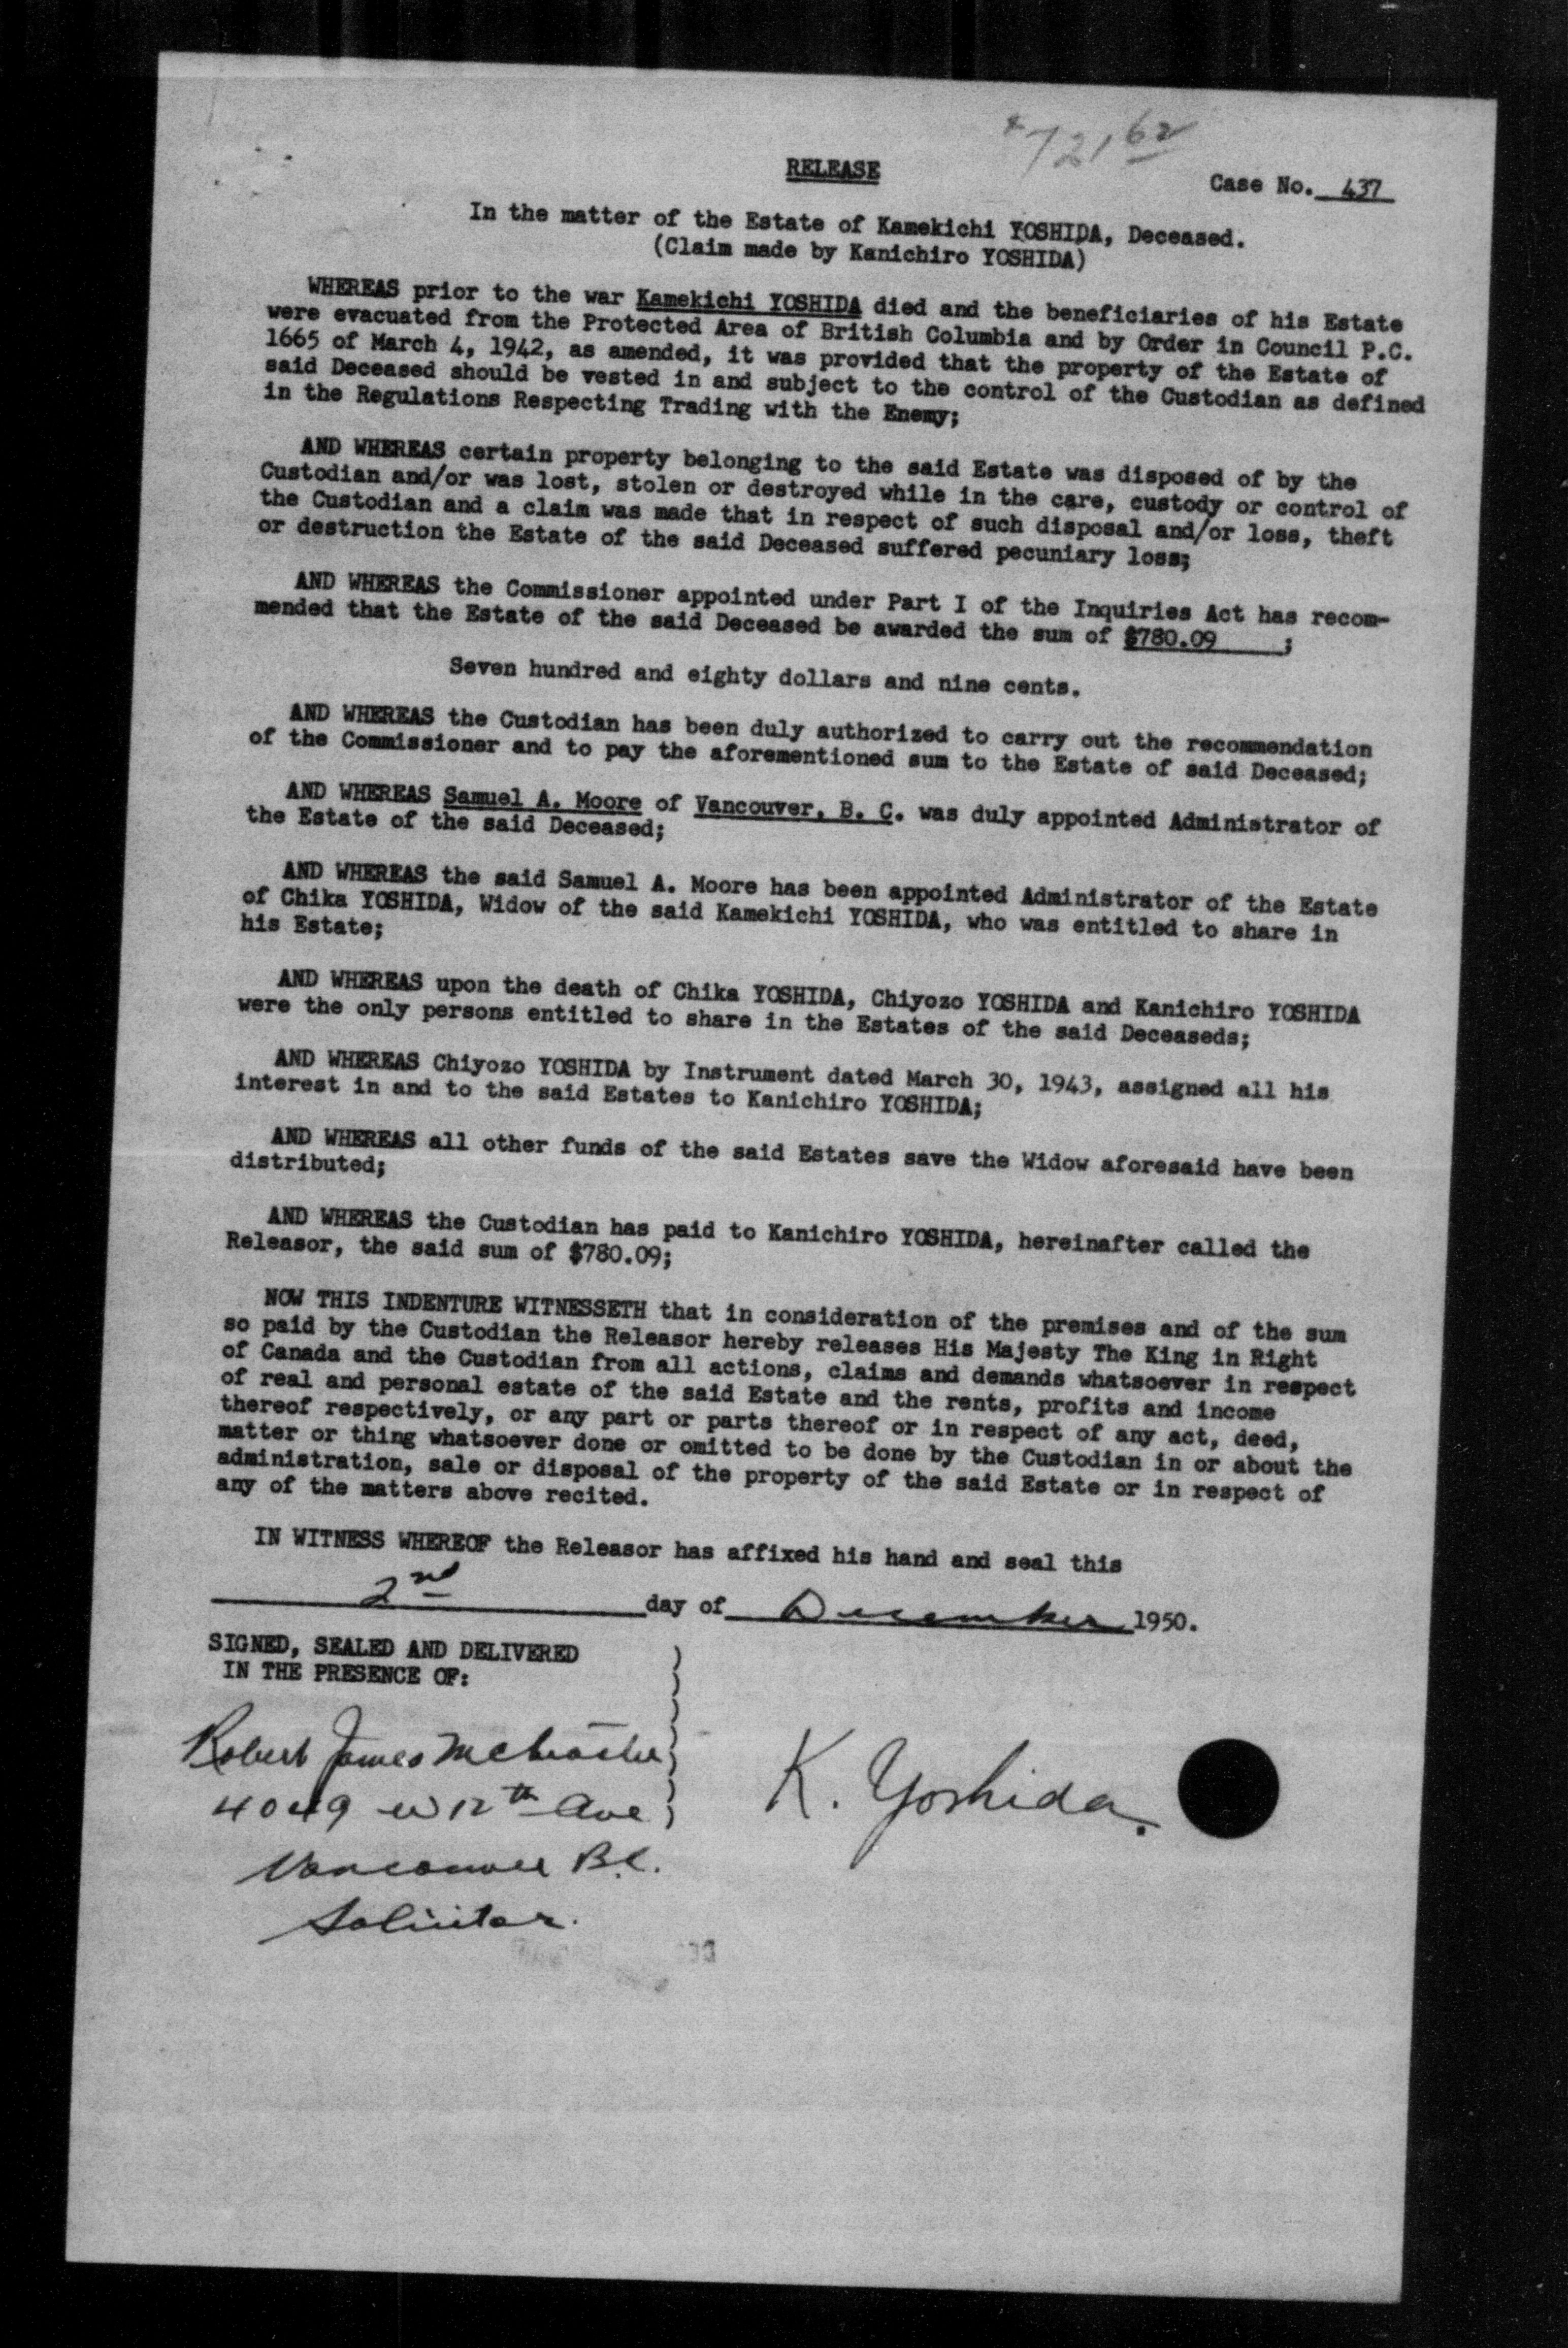 721 62
RELEASE
Case No. 437
In the matter of the Estate of Kamekichi YOSHIDA, Deceased.
(Claim made by Kanichiro YOSHIDA)
WHEREAS prior to the war Kamekichi YOSHIDA died and the beneficiaries of his Estate
were evacuated from the Protected Area of British Columbia and by Order in Council P.C.
1665 of March 4, 1942, as amended, it was provided that the property of the Estate of
said Deceased should be vested in and subject to the control of the Custodian as defined
in the Regulations Respecting Trading with the Enemy;
AND WHEREAS certain property belonging to the said Estate was disposed of by the
Custodian and/or was lost, stolen or destroyed while in the care, custody or control of
the Custodian and a claim was made that in respect of such disposal and/or loss, theft
or destruction the Estate of the said Deceased suffered pecuniary loss;
AND WHEREAS the Commissioner appointed under Part I of the Inquiries Act has recom-
mended that the Estate of the said Deceased be awarded the sum of $780.09 ;
Seven hundred and eighty dollars and nine cents.
AND WHEREAS the Custodian has been duly authorized to carry out the recommendation
of the Commissioner and to pay the aforementioned sum to the Estate of said Deceased;
AND WHEREAS Samuel A. Moore of Vancouver, B. C. was duly appointed Administrator of
the Estate of the said Deceased;
AND WHEREAS the said Samuel A. Moore has been appointed Administrator of the Estate
of Chika YOSHIDA, Widow of the said Kamekichi YOSHIDA, who was entitled to share in
his Estate;
AND WHEREAS upon the death of Chika YOSHIDA, Chiyozo YOSHIDA and Kanichiro YOSHIDA
were the only persons entitled to share in the Estates of the said Deceaseds;
AND WHEREAS Chiyozo YOSHIDA by Instrument dated March 30, 1943, assigned all his
interest in and to the said Estates to Kanichiro YOSHIDA;
AND WHEREAS all other funds of the said Estates save the Widow aforesaid have been
distributed;
AND WHEREAS the Custodian has paid to Kanichiro YOSHIDA, hereinafter called the
Releasor, the said sum of $780.09;
NOW THIS INDENTURE WITNESSETH that in consideration of the premises and of the sum
so paid by the Custodian the Releasor hereby releases His Majesty The King in Right
of Canada and the Custodian from all actions, claims and demands whatsoever in respect
of real and personal estate of the said Estate and the rents, profits and income
thereof respectively, or any part or parts thereof or in respect of any act, deed,
matter or thing whatsoever done or omitted to be done by the Custodian in or about the
administration, sale or disposal of the property of the said Estate or in respect of
any of the matters above recited.
IN WITNESS WHEREOF the Releasor has affixed his hand and seal this
2nd day of December 1950.
SIGNED, SEALED AND DELIVERED
IN THE PRESENCE OF:
Robert James
4049 W 12th Ave
Vancouver B.C.
Solicitor.
K. Yoshida.